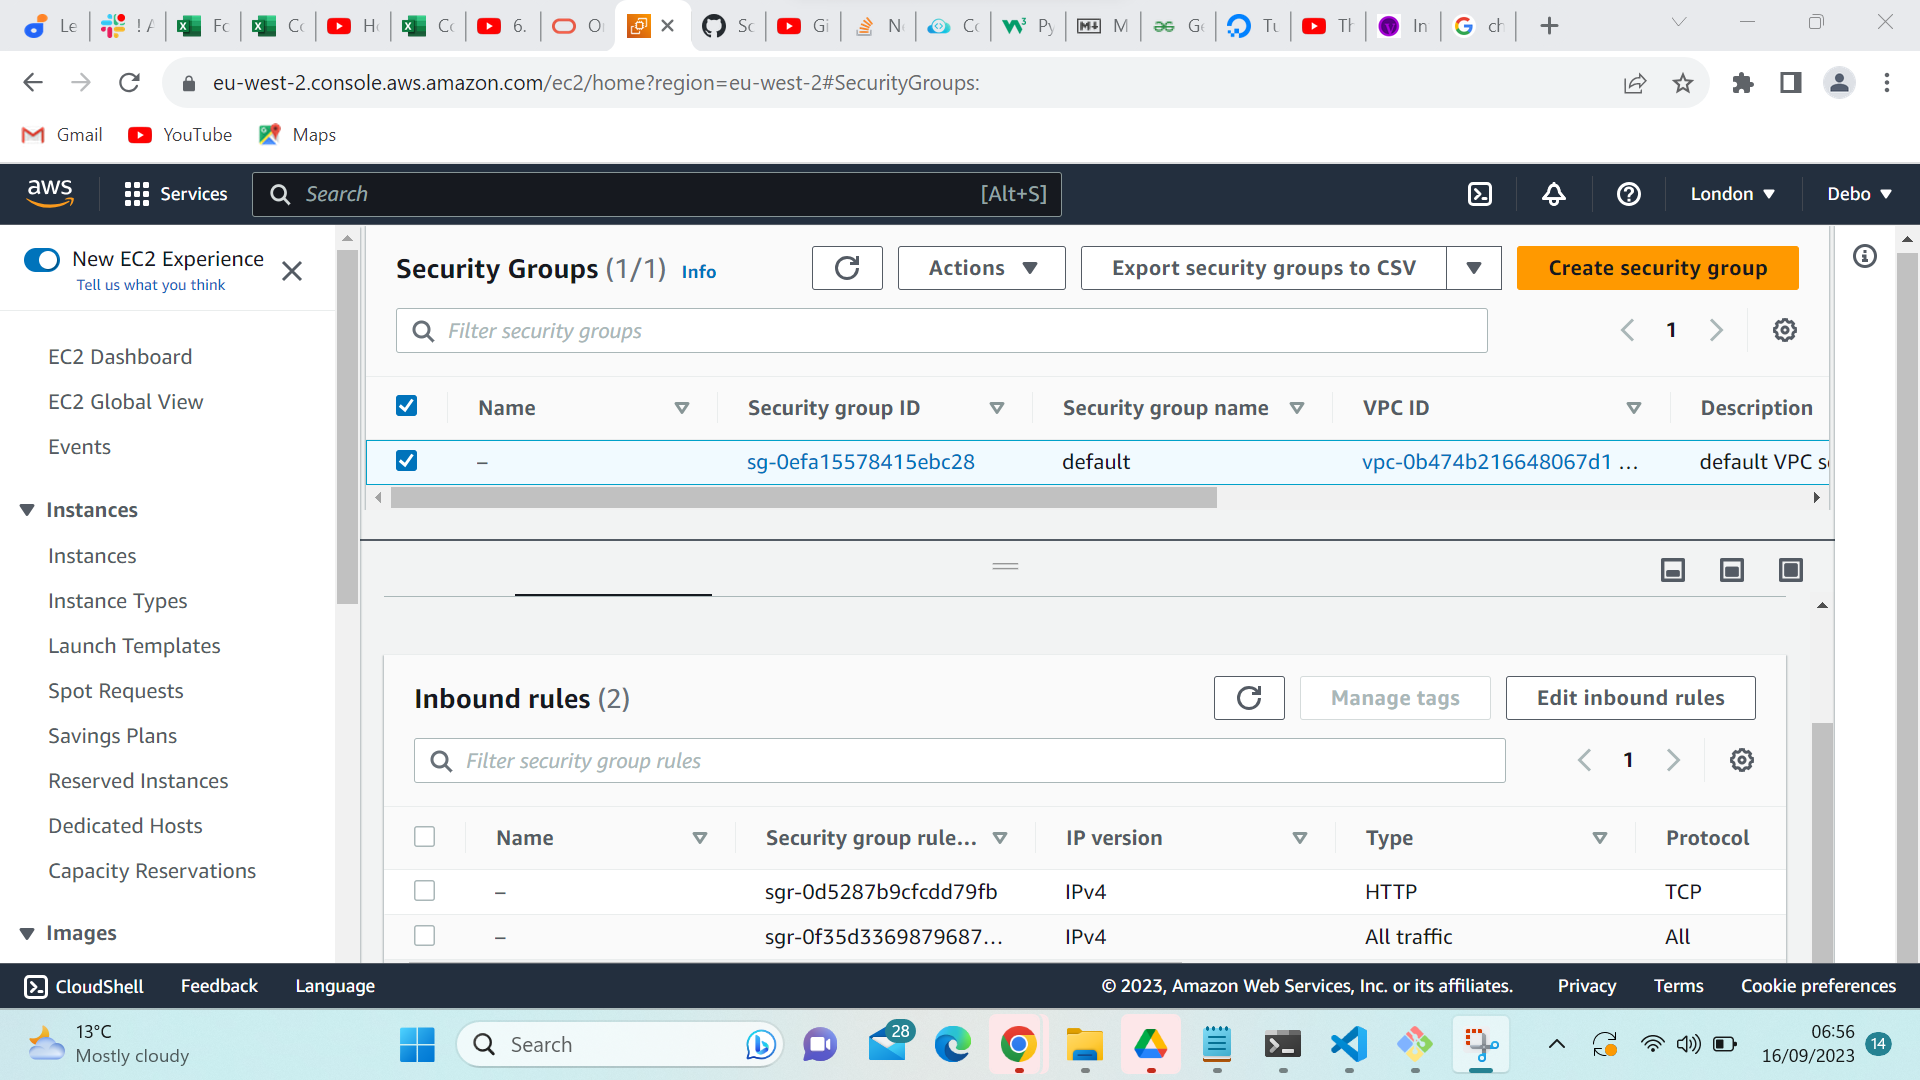 Le
! A
Fo
Co
Ho
Co
6.
O
Sc
Gi
N
Co
Py
M
Ge
Tu
Th
In
ch
eu-west-2.console.aws.amazon.com/ec2/home?region=eu-west-2#SecurityGroups:
Gmail YouTube Maps
aws Services Search [Alt+S] London Debo
New EC2 Experience
Tell us what you think
EC2 Dashboard
EC2 Global View
Events
Instances
Instances
Instance Types
Launch Templates
Spot Requests
Savings Plans
Reserved Instances
Dedicated Hosts
Capacity Reservations
Images
Security Groups (1/1) Info Actions Export security groups to CSV Create security group
Filter security groups 1
Name Security group ID Security group name VPC ID Description
– sg-0efa15578415ebc28 default vpc-0b474b216648067d1 ... default VPC s
Inbound rules (2) Manage tags Edit inbound rules
Filter security group rules 1
Name Security group rule... IP version Type Protocol
– sgr-0d5287b9cfcdd79fb IPv4 HTTP TCP
– sgr-0f35d3369879687... IPv4 All traffic All
CloudShell Feedback Language © 2023, Amazon Web Services, Inc. or its affiliates. Privacy Terms Cookie preferences
13°C
Mostly cloudy
Search
28
06:56
16/09/2023
14